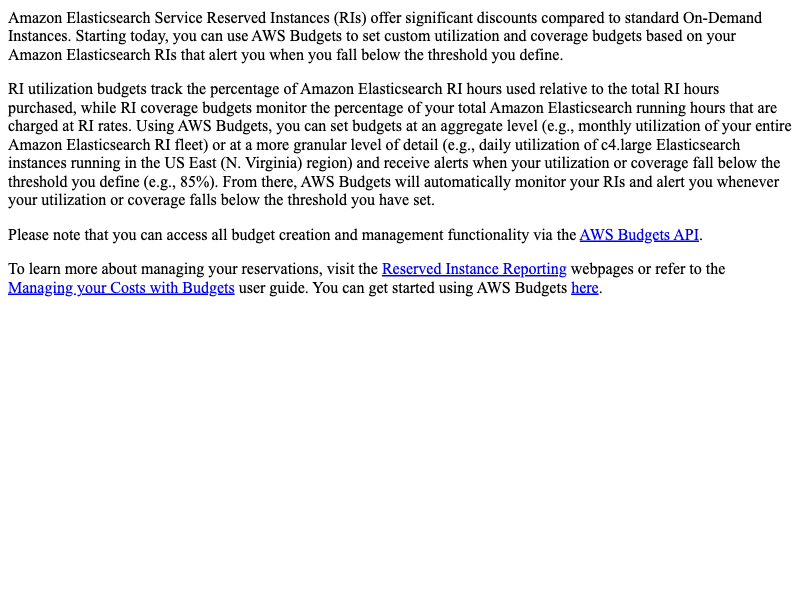 Amazon Elasticsearch Service Reserved Instances (RIs) offer significant discounts compared to standard On-Demand
Instances. Starting today, you can use AWS Budgets to set custom utilization and coverage budgets based on your
Amazon Elasticsearch RIs that alert you when you fall below the threshold you define.
RI utilization budgets track the percentage of Amazon Elasticsearch RI hours used relative to the total RI hours
purchased, while RI coverage budgets monitor the percentage of your total Amazon Elasticsearch running hours that are
charged at RI rates. Using AWS Budgets, you can set budgets at an aggregate level (e.g., monthly utilization of your entire
Amazon Elasticsearch RI fleet) or at a more granular level of detail (e.g., daily utilization of c4.large Elasticsearch
instances running in the US East (N. Virginia) region) and receive alerts when your utilization or coverage fall below the
threshold you define (e.g., 85%). From there, AWS Budgets will automatically monitor your RIs and alert you whenever
your utilization or coverage falls below the threshold you have set.
Please note that you can access all budget creation and management functionality via the AWS Budgets API.
To learn more about managing your reservations, visit the Reserved Instance Reporting webpages or refer to the
Managing your Costs with Budgets user guide. You can get started using AWS Budgets here.